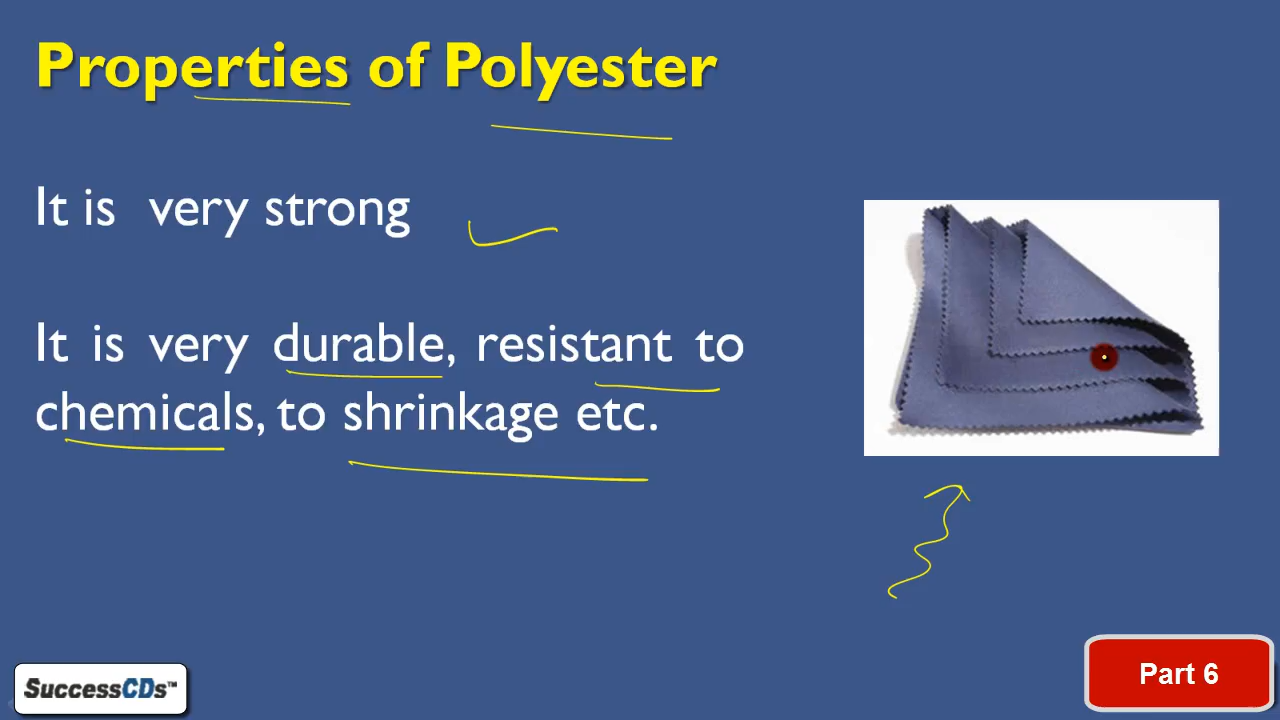 Properties of Polyester
It is very strong
It is very durable, resistant to
chemicals, to shrinkage etc.
SuccessCDs™
Part 6